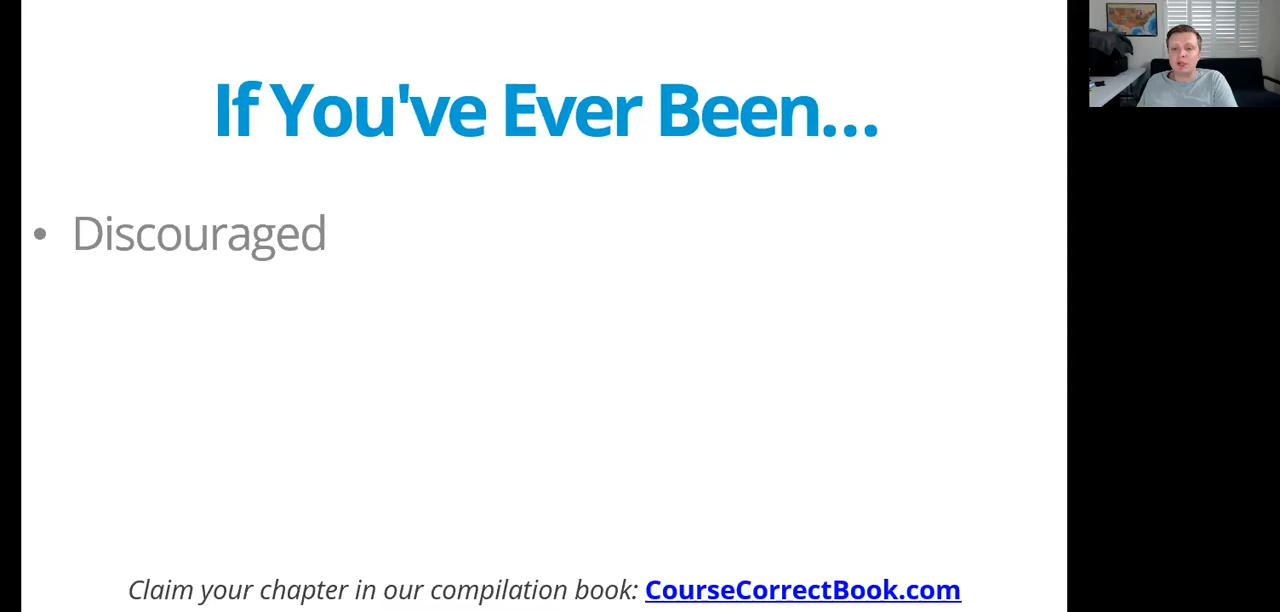 If You've Ever Been...
• Discouraged
Claim your chapter in our compilation book: CourseCorrectBook.com